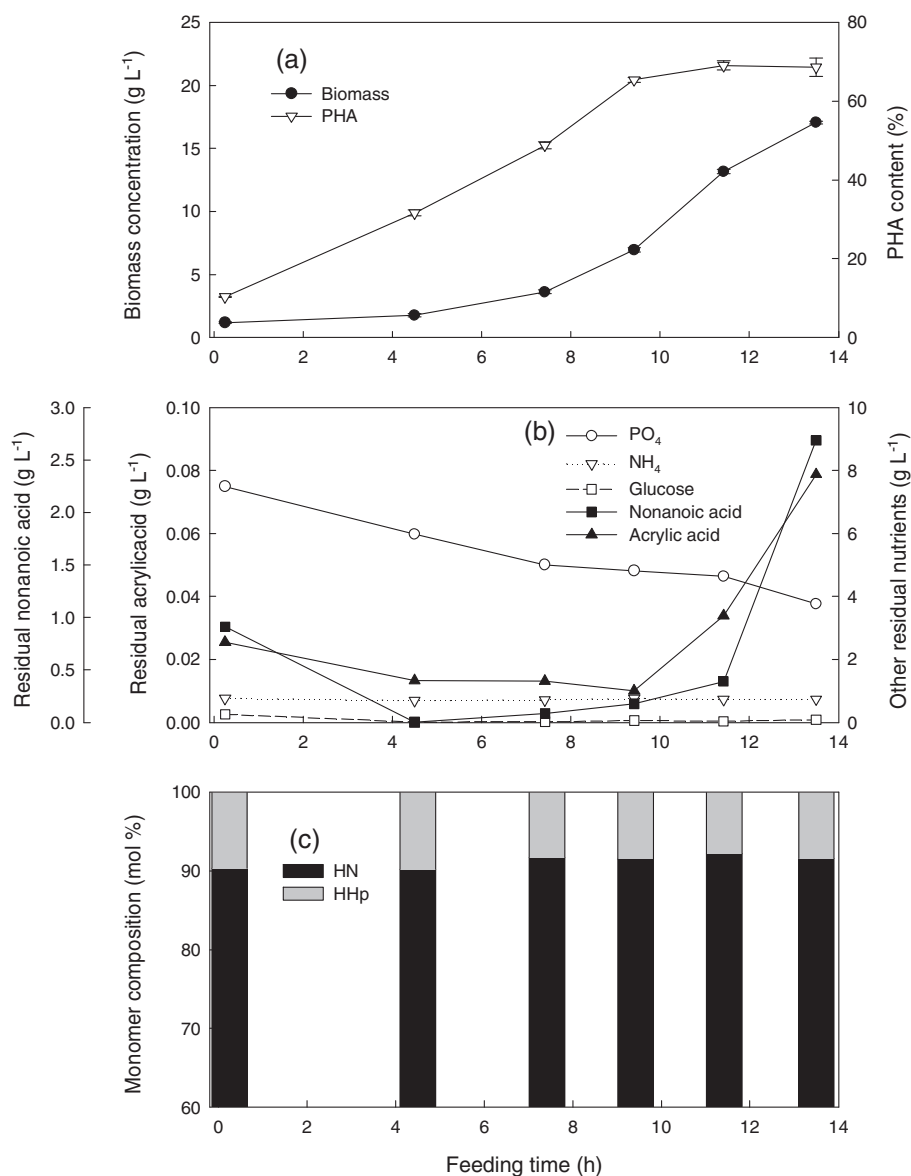 (a)
Biomass
PHA
Biomass concentration (g L-1)
25
20
15
10
5
0
PHA content (%)
80
60
40
20
0
0 2 4 6 8 10 12 14
(b)
PO4
NH4
Glucose
Nonanoic acid
Acrylic acid
Residual nonanoic acid (g L-1)
3.0
2.5
2.0
1.5
1.0
0.5
0.0
Residual acrylicacid (g L-1)
0.10
0.08
0.06
0.04
0.02
0.00
Other residual nutrients (g L-1)
10
8
6
4
2
0
0 2 4 6 8 10 12 14
(c)
HN
HHp
Monomer composition (mol %)
100
90
80
70
60
0 2 4 6 8 10 12 14
Feeding time (h)